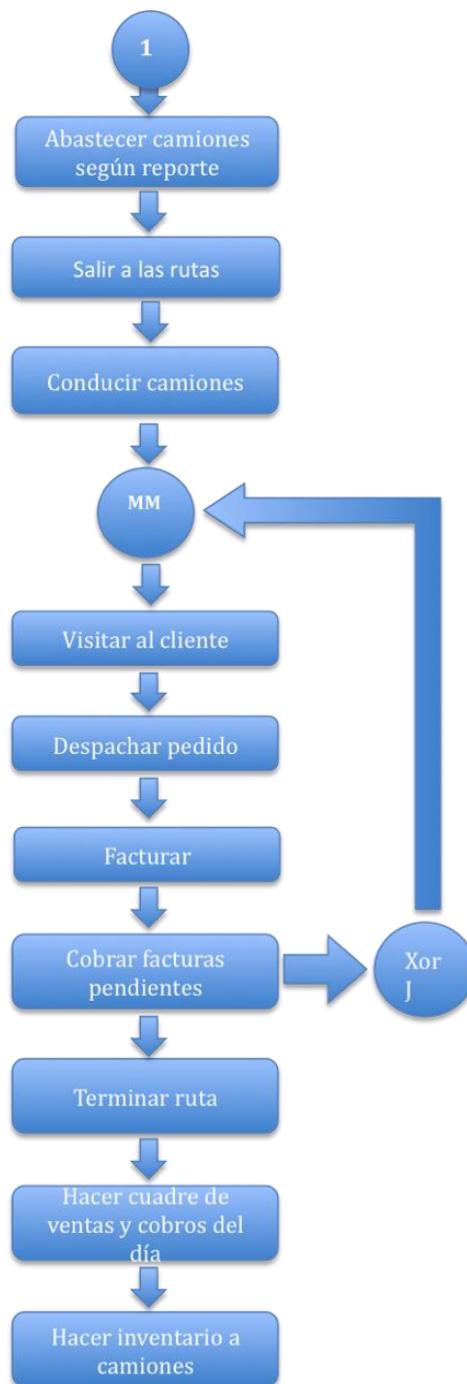 1
Abastecer camiones
según reporte
Salir a las rutas
Conducir camiones
MM
Visitar al cliente
Despachar pedido
Facturar
Cobrar facturas
pendientes
Xor
J
Terminar ruta
Hacer cuadre de
ventas y cobros del
día
Hacer inventario a
camiones